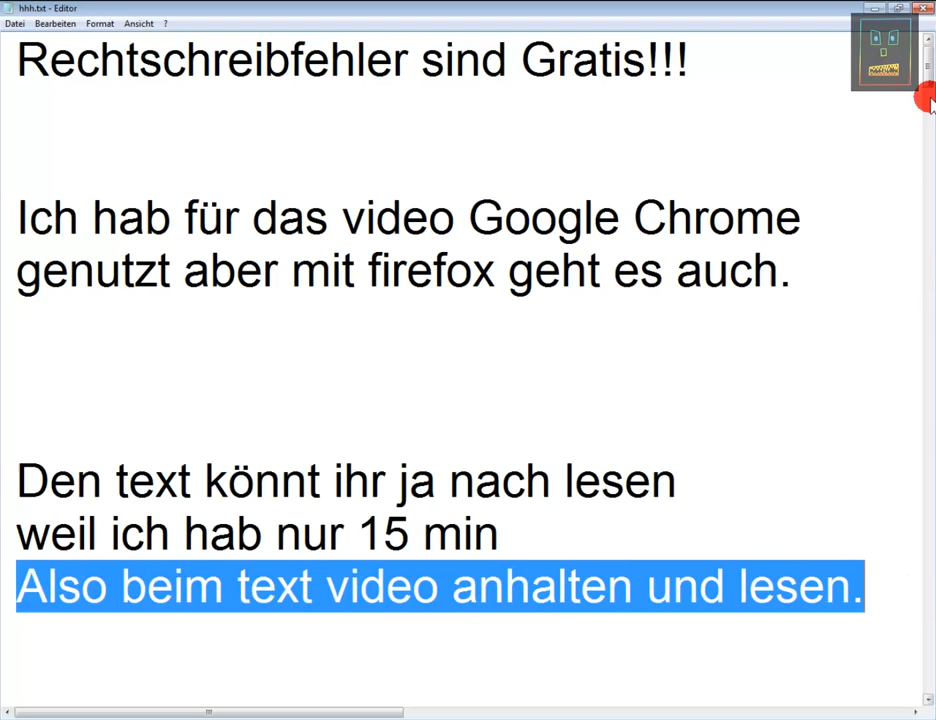 hhh.txt - Editor
Datei Bearbeiten Format Ansicht ?
Rechtschreibfehler sind Gratis!!!
Ich hab für das video Google Chrome
genutzt aber mit firefox geht es auch.
Den text könnt ihr ja nach lesen
weil ich hab nur 15 min
Also beim text video anhalten und lesen.